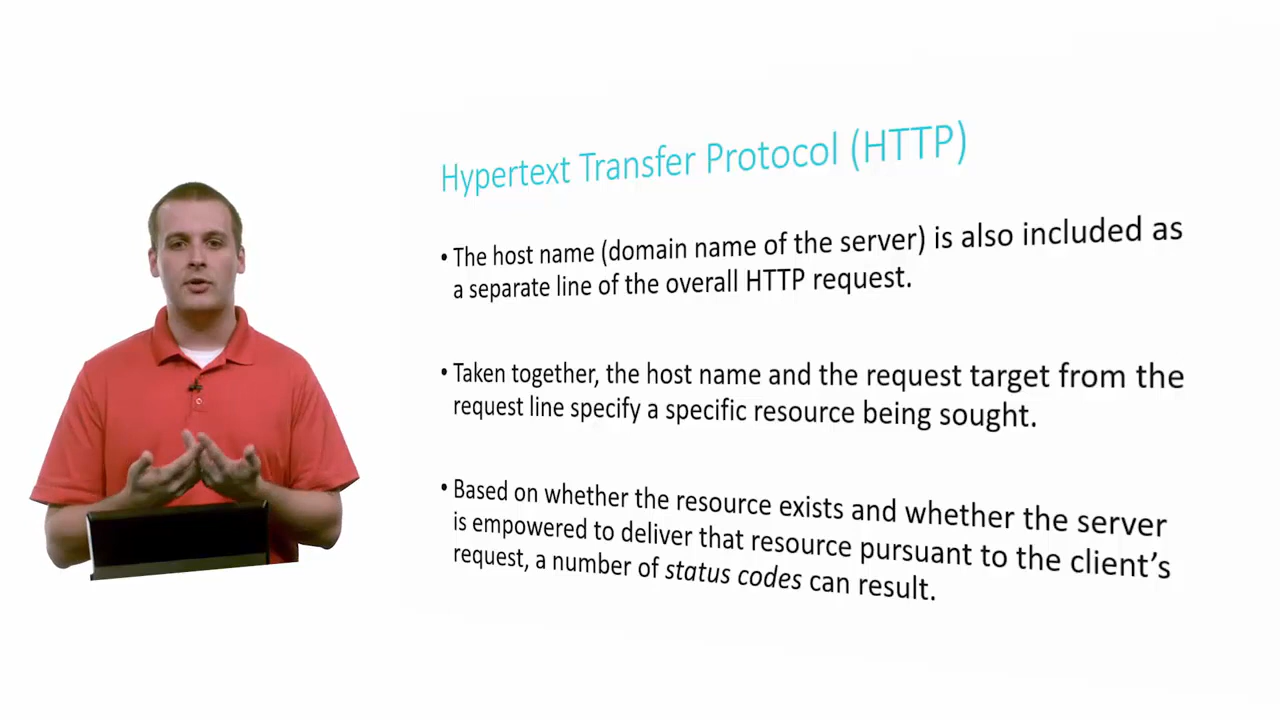 Hypertext Transfer Protocol (HTTP)
• The host name (domain name of the server) is also included as
a separate line of the overall HTTP request.
• Taken together, the host name and the request target from the
request line specify a specific resource being sought.
• Based on whether the resource exists and whether the server
is empowered to deliver that resource pursuant to the client’s
request, a number of status codes can result.